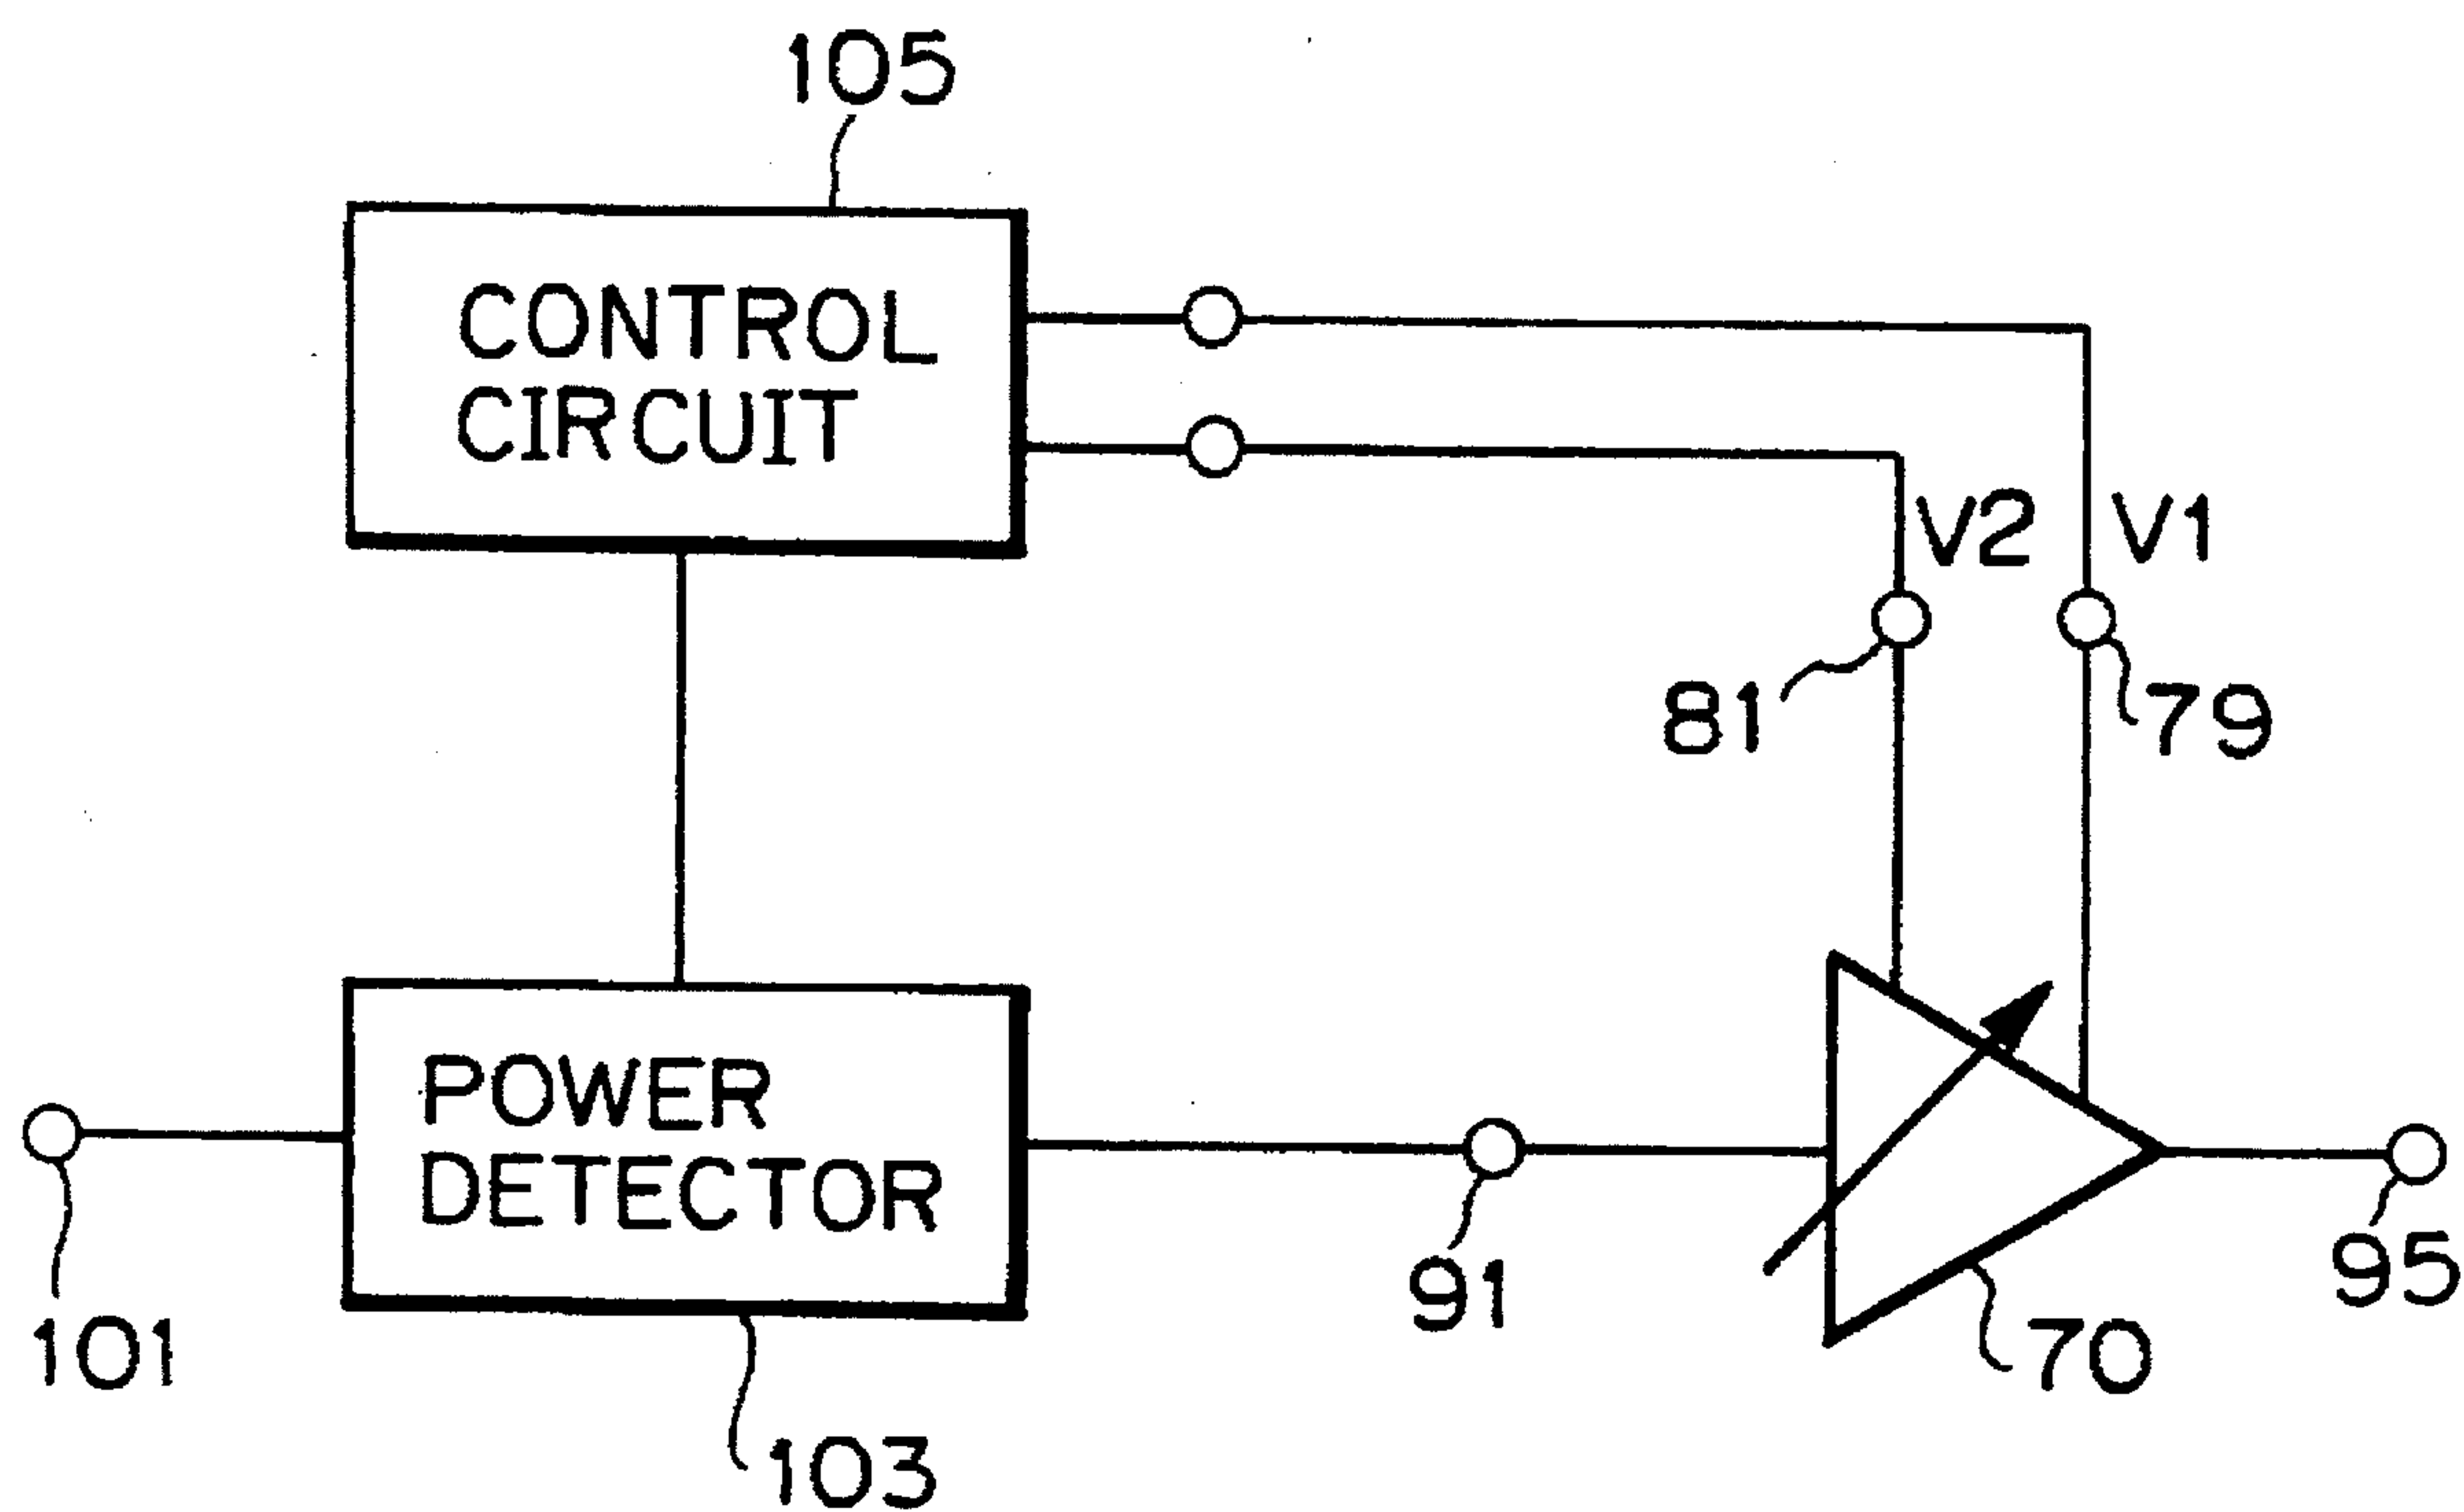 105
CONTROL
CIRCUIT
V2
V1
81
79
POWER
DETECTOR
101
91
95
70
103